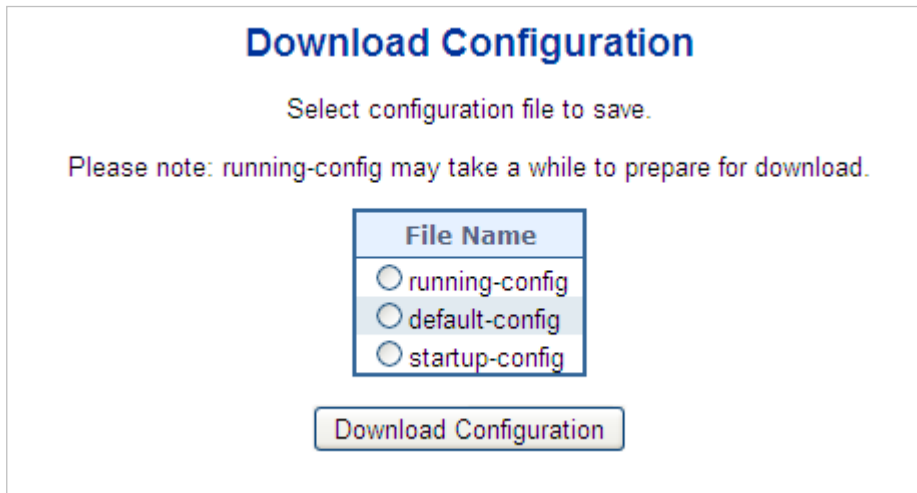 Download Configuration
Select configuration file to save.
Please note: running-config may take a while to prepare for download.
File Name
running-config
default-config
startup-config
Download Configuration